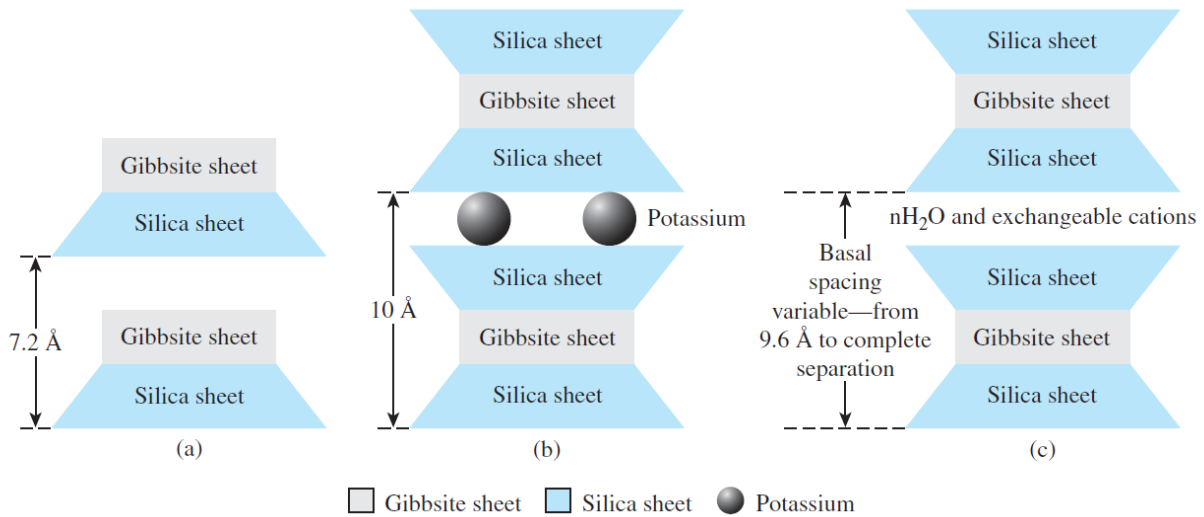 Gibbsite sheet
Silica sheet
7.2 Å
Gibbsite sheet
Silica sheet
(a)
Silica sheet
Gibbsite sheet
Silica sheet
Potassium
10 Å
Silica sheet
Gibbsite sheet
Silica sheet
(b)
Silica sheet
Gibbsite sheet
Silica sheet
nH₂O and exchangeable cations
Basal
spacing
variable—from
9.6 Å to complete
separation
Silica sheet
Gibbsite sheet
Silica sheet
(c)
Gibbsite sheet Silica sheet Potassium